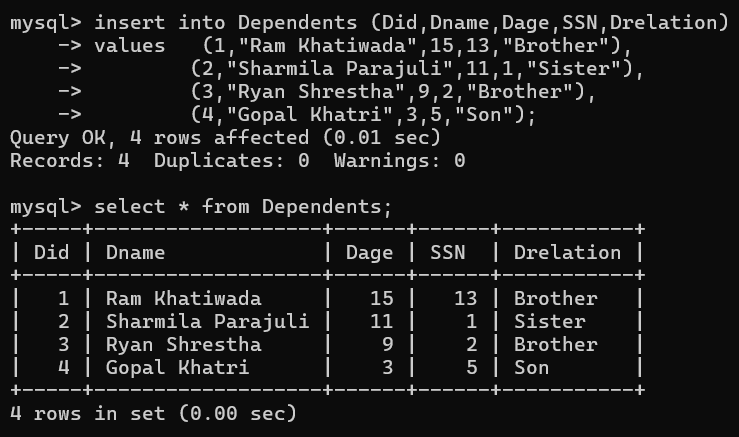 mysql> insert into Dependents (Did,Dname,Dage,SSN,Drelation)
    -> values   (1,"Ram Khatiwada",15,13,"Brother"),
    ->         (2,"Sharmila Parajuli",11,1,"Sister"),
    ->         (3,"Ryan Shrestha",9,2,"Brother"),
    ->         (4,"Gopal Khatri",3,5,"Son");
Query OK, 4 rows affected (0.01 sec)
Records: 4  Duplicates: 0  Warnings: 0

mysql> select * from Dependents;
+-----+-------------------+------+------+-----------+
| Did | Dname             | Dage | SSN  | Drelation |
+-----+-------------------+------+------+-----------+
|   1 | Ram Khatiwada     |   15 |   13 | Brother   |
|   2 | Sharmila Parajuli |   11 |    1 | Sister    |
|   3 | Ryan Shrestha     |    9 |    2 | Brother   |
|   4 | Gopal Khatri      |    3 |    5 | Son       |
+-----+-------------------+------+------+-----------+
4 rows in set (0.00 sec)